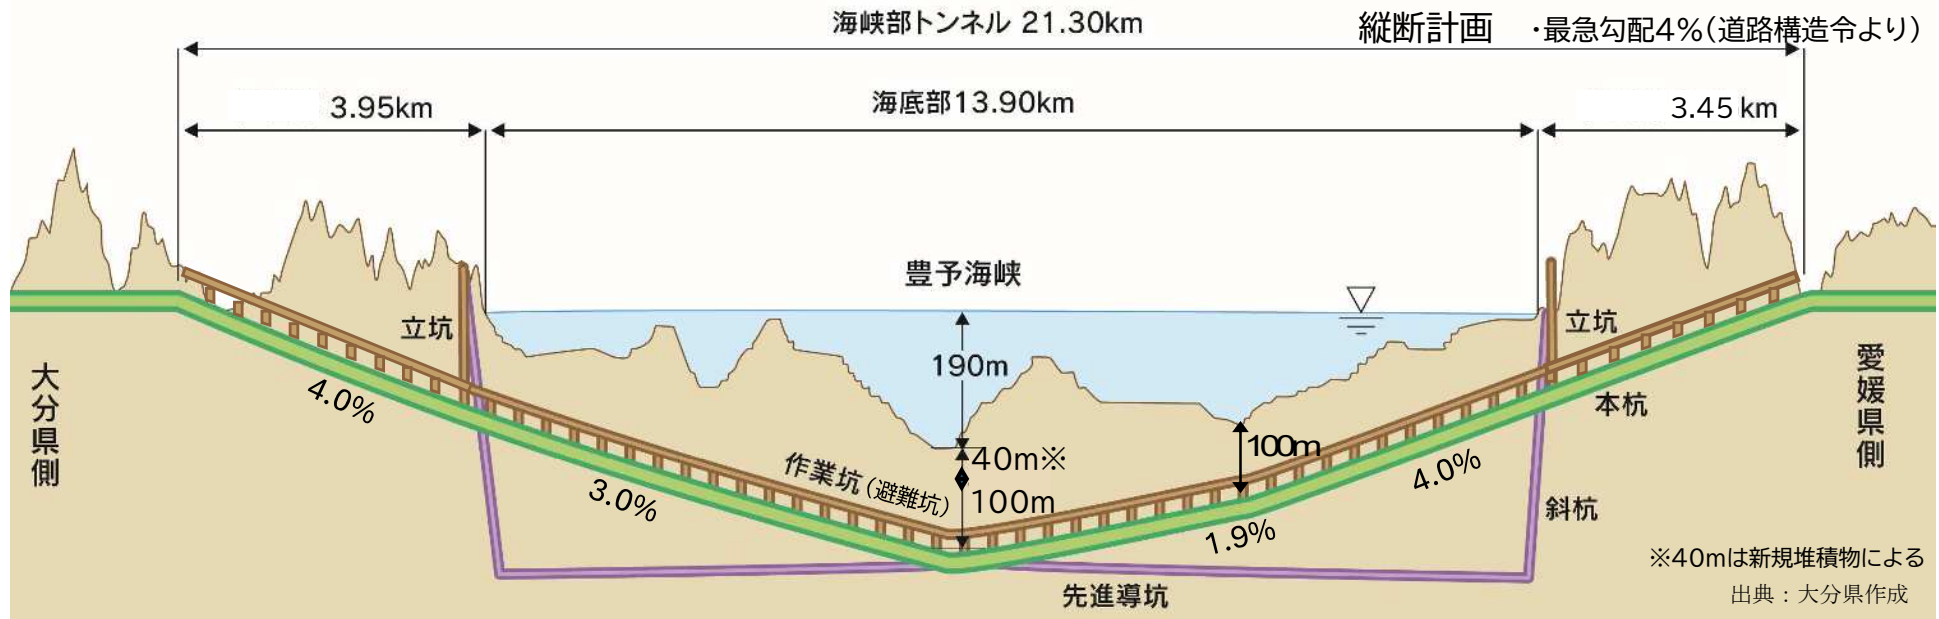 海峡部トンネル 21.30km
縦断計画 ・最急勾配4%(道路構造令より)
3.95km
海底部13.90km
3.45 km
豊予海峡
立坑
190m
立坑
大分県側
愛媛県側
4.0%
本杭
40m※
100m
100m
作業坑(避難坑)
3.0%
4.0%
1.9%
斜杭
先進導坑
※40mは新規堆積物による
出典：大分県作成